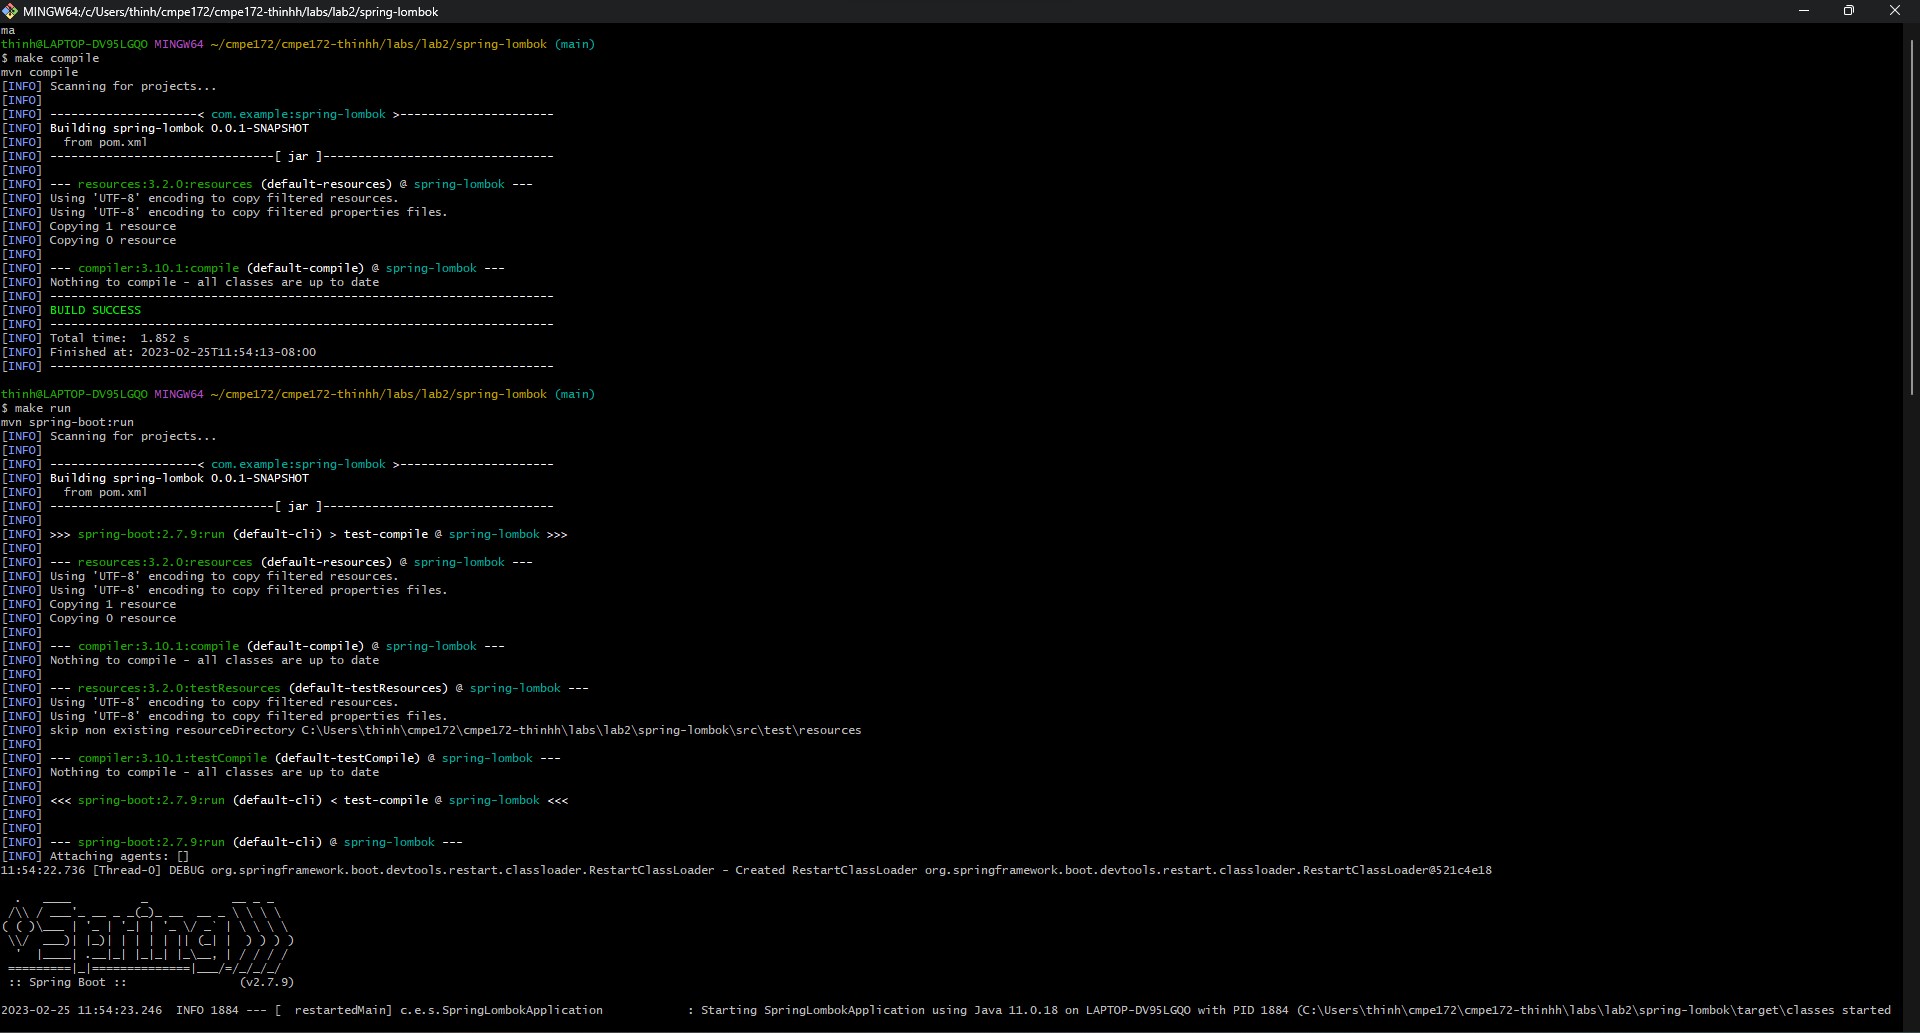 MINGW64:/c/Users/thinh/cmpe172/cmpe172-thinhh/labs/lab2/spring-lombok
ma
thinh@LAPTOP-DV95LGQO MINGW64 ~/cmpe172/cmpe172-thinhh/labs/lab2/spring-lombok (main)
$ make compile
mvn compile
[INFO] Scanning for projects...
[INFO]
[INFO] ---------------------< com.example:spring-lombok >----------------------
[INFO] Building spring-lombok 0.0.1-SNAPSHOT
[INFO]   from pom.xml
[INFO] --------------------------------[ jar ]---------------------------------
[INFO]
[INFO] --- resources:3.2.0:resources (default-resources) @ spring-lombok ---
[INFO] Using 'UTF-8' encoding to copy filtered resources.
[INFO] Using 'UTF-8' encoding to copy filtered properties files.
[INFO] Copying 1 resource
[INFO] Copying 0 resource
[INFO]
[INFO] --- compiler:3.10.1:compile (default-compile) @ spring-lombok ---
[INFO] Nothing to compile - all classes are up to date
[INFO] ------------------------------------------------------------------------
[INFO] BUILD SUCCESS
[INFO] ------------------------------------------------------------------------
[INFO] Total time:  1.852 s
[INFO] Finished at: 2023-02-25T11:54:13-08:00
[INFO] ------------------------------------------------------------------------
thinh@LAPTOP-DV95LGQO MINGW64 ~/cmpe172/cmpe172-thinhh/labs/lab2/spring-lombok (main)
$ make run
mvn spring-boot:run
[INFO] Scanning for projects...
[INFO]
[INFO] ---------------------< com.example:spring-lombok >----------------------
[INFO] Building spring-lombok 0.0.1-SNAPSHOT
[INFO]   from pom.xml
[INFO] --------------------------------[ jar ]---------------------------------
[INFO]
[INFO] >>> spring-boot:2.7.9:run (default-cli) > test-compile @ spring-lombok >>>
[INFO]
[INFO] --- resources:3.2.0:resources (default-resources) @ spring-lombok ---
[INFO] Using 'UTF-8' encoding to copy filtered resources.
[INFO] Using 'UTF-8' encoding to copy filtered properties files.
[INFO] Copying 1 resource
[INFO] Copying 0 resource
[INFO]
[INFO] --- compiler:3.10.1:compile (default-compile) @ spring-lombok ---
[INFO] Nothing to compile - all classes are up to date
[INFO]
[INFO] --- resources:3.2.0:testResources (default-testResources) @ spring-lombok ---
[INFO] Using 'UTF-8' encoding to copy filtered resources.
[INFO] Using 'UTF-8' encoding to copy filtered properties files.
[INFO] skip non existing resourceDirectory C:\Users\thinh\cmpe172\cmpe172-thinhh\labs\lab2\spring-lombok\src\test\resources
[INFO]
[INFO] --- compiler:3.10.1:testCompile (default-testCompile) @ spring-lombok ---
[INFO] Nothing to compile - all classes are up to date
[INFO]
[INFO] <<< spring-boot:2.7.9:run (default-cli) < test-compile @ spring-lombok <<<
[INFO]
[INFO]
[INFO] --- spring-boot:2.7.9:run (default-cli) @ spring-lombok ---
[INFO] Attaching agents: []
11:54:22.736 [Thread-0] DEBUG org.springframework.boot.devtools.restart.classloader.RestartClassLoader - Created RestartClassLoader org.springframework.boot.devtools.restart.classloader.RestartClassLoader@521c4e18
  .   ____          _            __ _ _
 /\\ / ___'_ __ _ _(_)_ __  __ _ \ \ \ \
( ( )\___ | '_ | '_| | '_ \/ _` | \ \ \ \
 \\/  ___)| |_)| | | | | || (_| |  ) ) ) )
  '  |____| .__|_| |_|_| |_\__, | / / / /
 =========|_|==============|___/=/_/_/_/
 :: Spring Boot ::                (v2.7.9)
2023-02-25 11:54:23.246  INFO 1884 --- [  restartedMain] c.e.s.SpringLombokApplication            : Starting SpringLombokApplication using Java 11.0.18 on LAPTOP-DV95LGQO with PID 1884 (C:\Users\thinh\cmpe172\cmpe172-thinhh\labs\lab2\spring-lombok\target\classes started